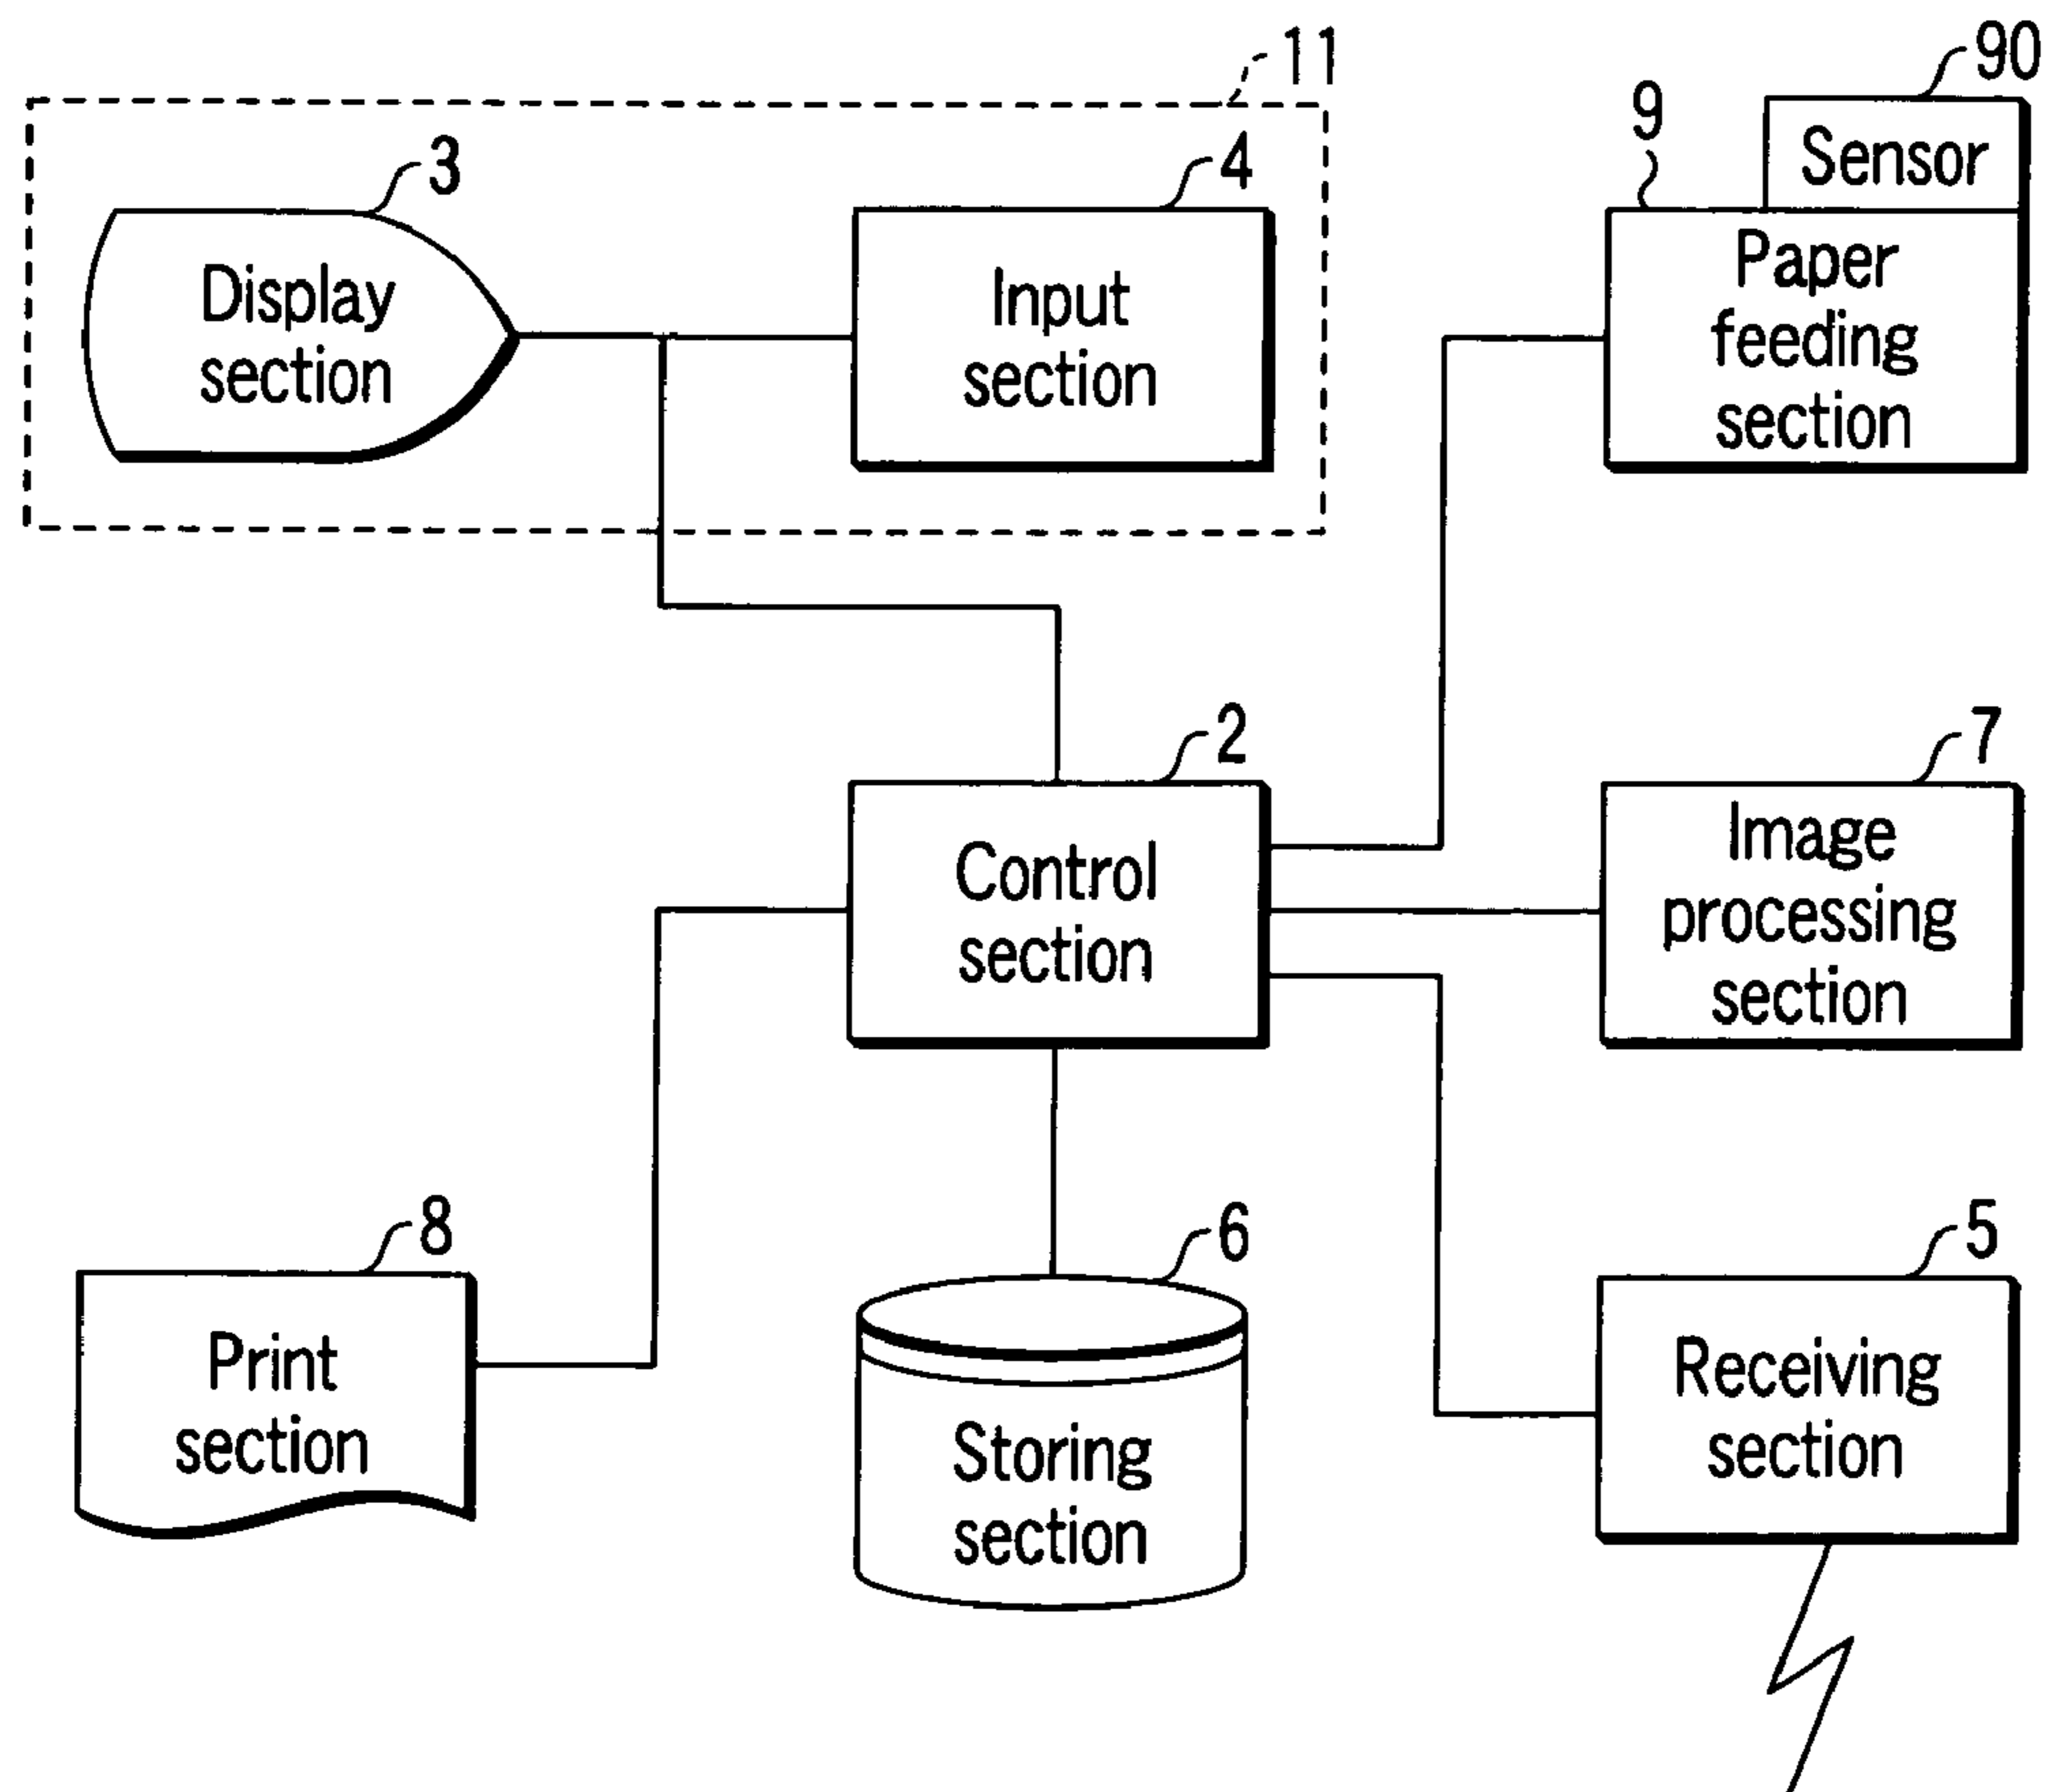 11
90
9
Sensor
3
4
Display
section
Input
section
Paper
feeding
section
2
7
Control
section
Image
processing
section
8
6
5
Print
section
Storing
section
Receiving
section